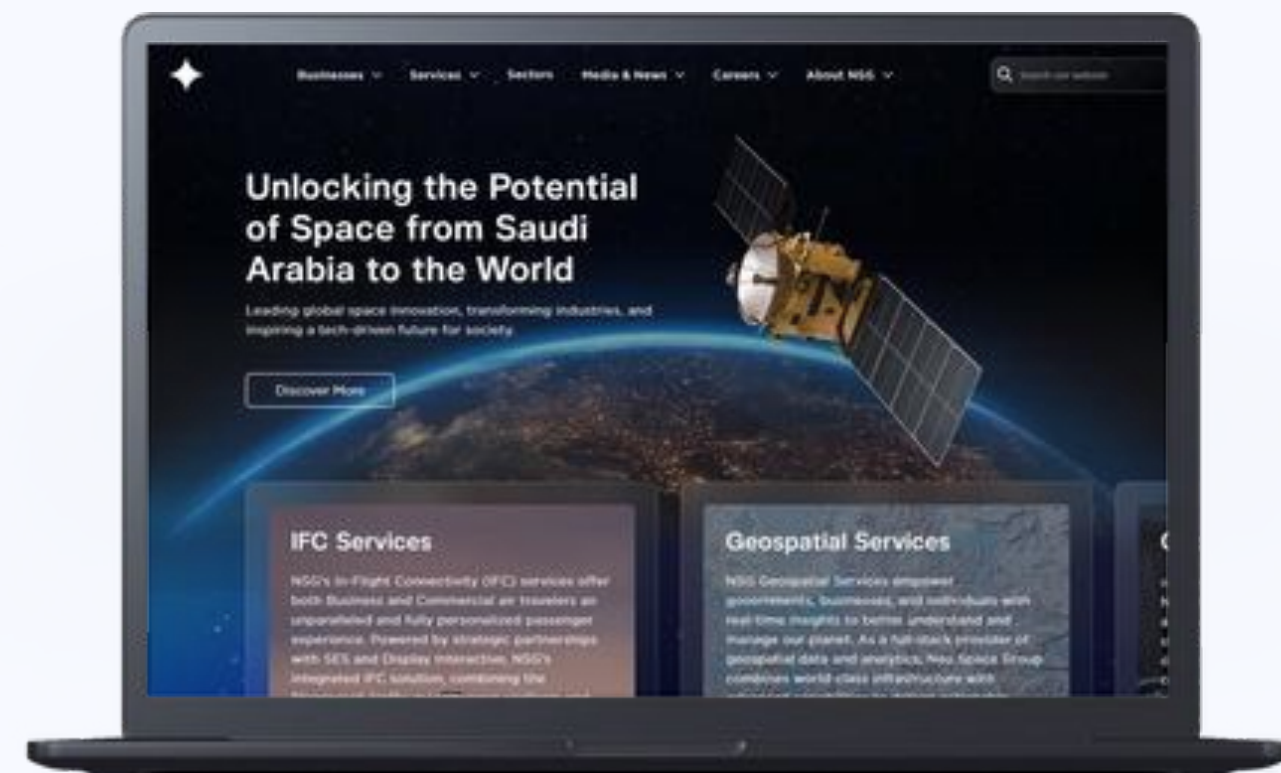 Businesses
Services
Sectors
Media & News
Careers
About NSG
Search our website
Unlocking the Potential
of Space from Saudi
Arabia to the World
Leading global space innovation, transforming industries, and
inspiring a tech-driven future for society.
Discover More
IFC Services
NSG's In-Flight Connectivity (IFC) services offer
both Business and Commercial air travelers an
unparalleled and fully personalized passenger
experience. Powered by strategic partnerships
with SES and Display Interactive, NSG's
integrated IFC solution, combining the
Geospatial Services
NSG Geospatial Services empower
governments, businesses, and individuals with
real-time insights to better understand and
manage our planet. As a full-stack provider of
geospatial data and analytics, Neo Space Group
combines world-class infrastructure with